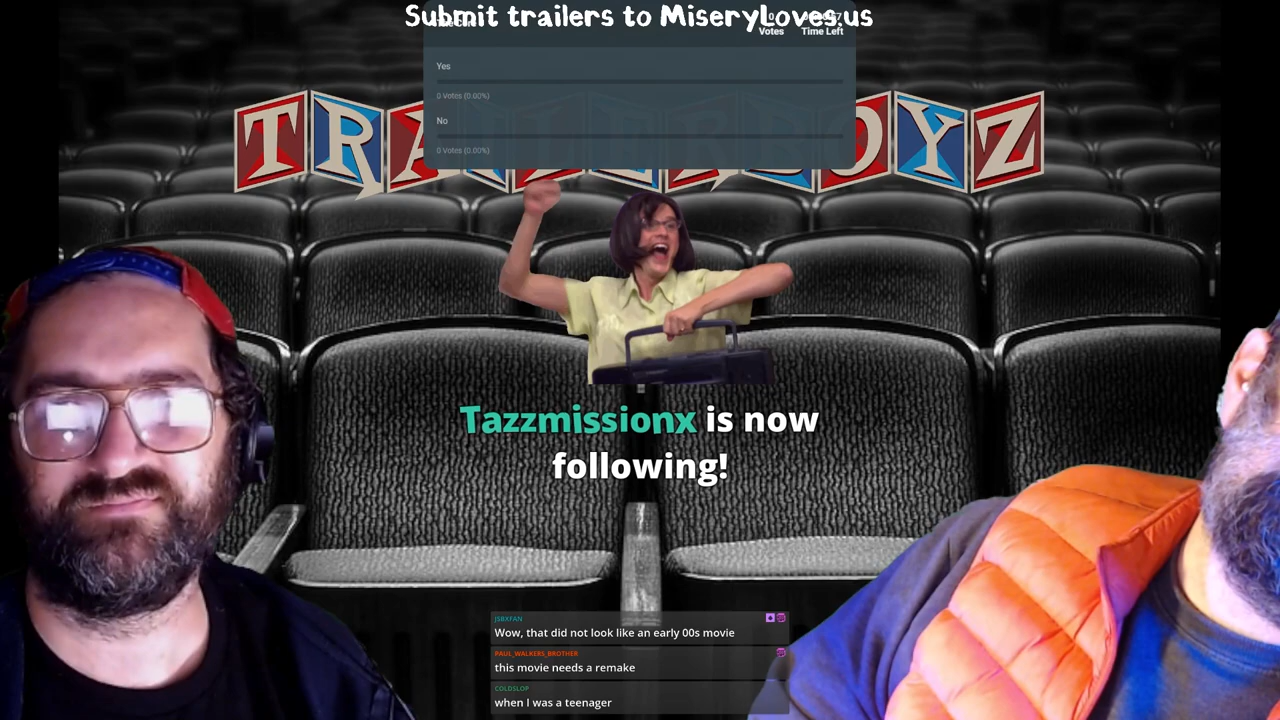 Submit trailers to MiseryLoves.us
Votes
Time Left
Yes
0 Votes (0.00%)
No
0 Votes (0.00%)
TRAILERBOYZ
Tazzmissionx is now
following!
JSBXFAN
Wow, that did not look like an early 00s movie
PAUL_WALKERS_BROTHER
this movie needs a remake
COLDSLOP
when I was a teenager